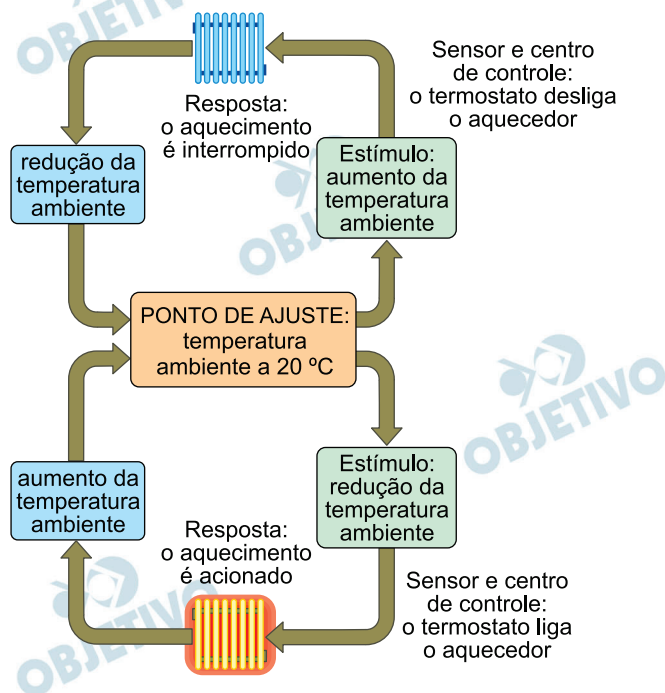 OBJETIVO
Resposta:
o aquecimento
é interrompido
Sensor e centro
de controle:
o termostato desliga
o aquecedor
redução da
temperatura
ambiente
Estímulo:
aumento da
temperatura
ambiente
OBJETIVO
PONTO DE AJUSTE:
temperatura
ambiente a 20 ºC
OBJETIVO
aumento da
temperatura
ambiente
Estímulo:
redução da
temperatura
ambiente
Resposta:
o aquecimento
é acionado
Sensor e centro
de controle:
o termostato liga
o aquecedor
OBJETIVO